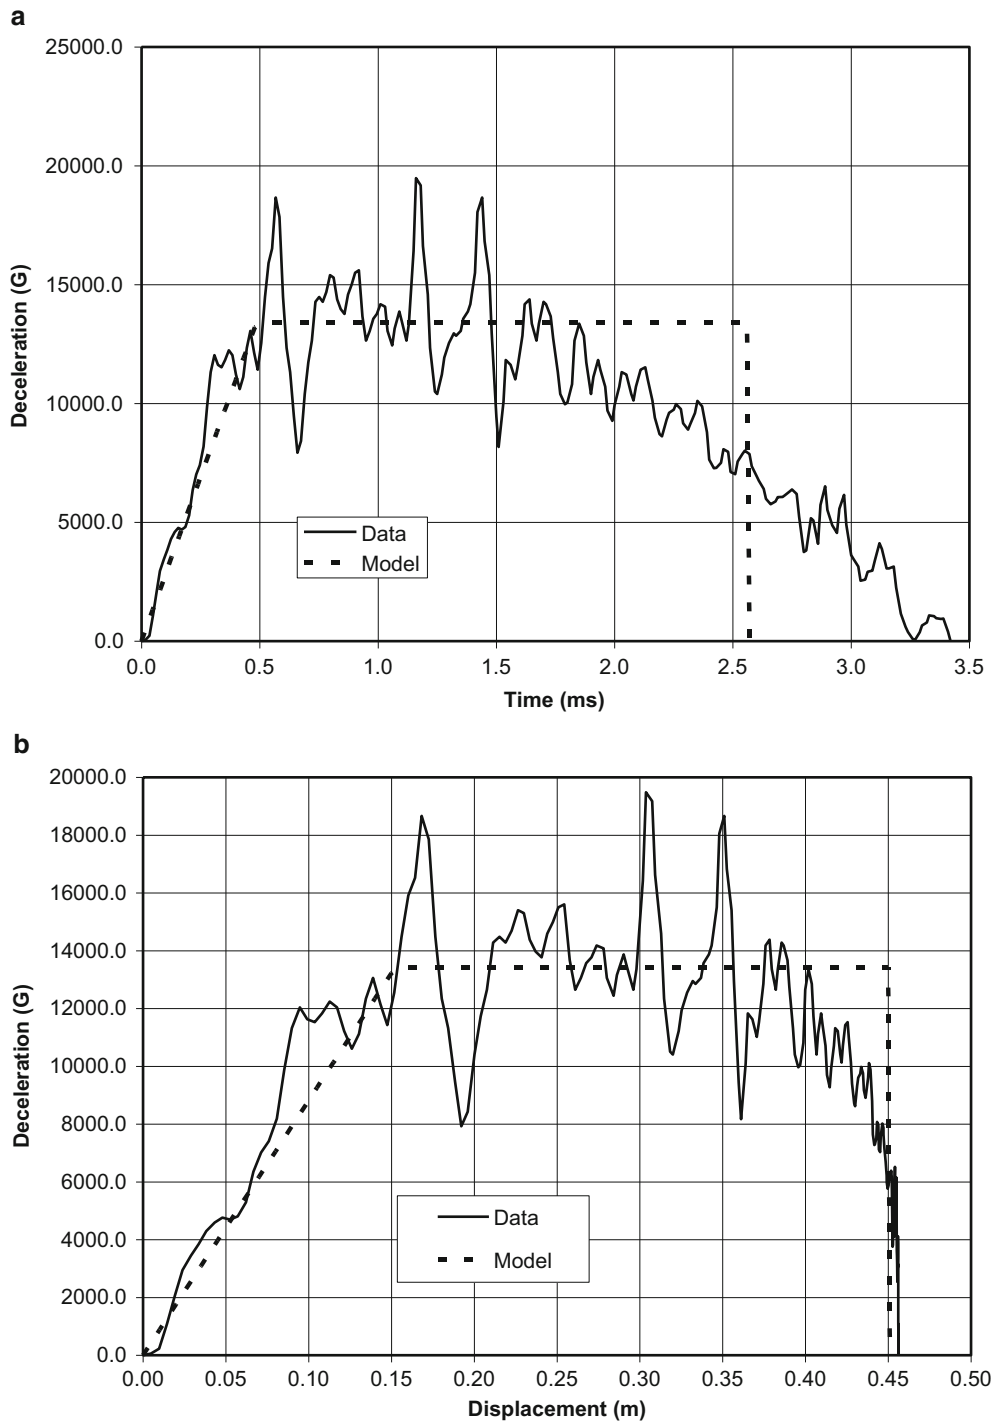 a
25000.0
20000.0
15000.0
10000.0
5000.0
0.0
Deceleration (G)
Data
Model
0.0 0.5 1.0 1.5 2.0 2.5 3.0 3.5
Time (ms)
b
20000.0
18000.0
16000.0
14000.0
12000.0
10000.0
8000.0
6000.0
4000.0
2000.0
0.0
Deceleration (G)
Data
Model
0.00 0.05 0.10 0.15 0.20 0.25 0.30 0.35 0.40 0.45 0.50
Displacement (m)